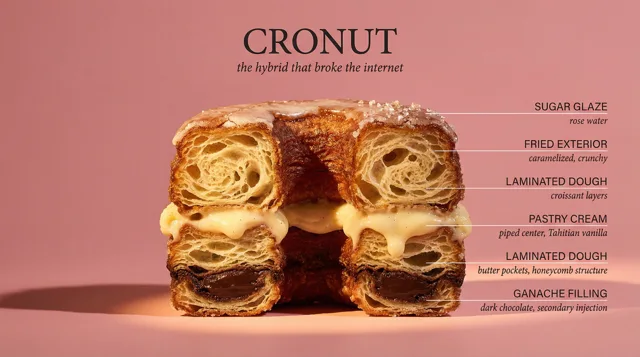 CRONUT
the hybrid that broke the internet
SUGAR GLAZE
rose water
FRIED EXTERIOR
caramelized, crunchy
LAMINATED DOUGH
croissant layers
PASTRY CREAM
piped center, Tahitian vanilla
LAMINATED DOUGH
butter pockets, honeycomb structure
GANACHE FILLING
dark chocolate, secondary injection